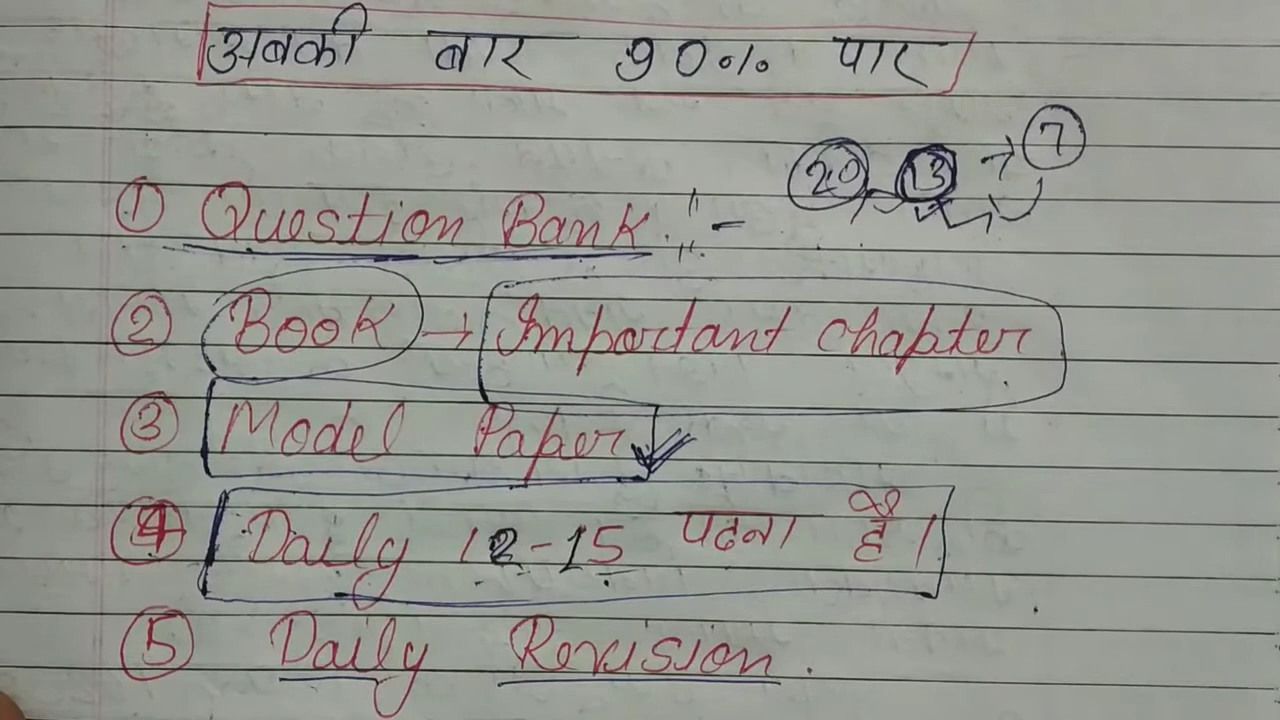 अबकी बार 90% पार
20 13 → 7
① Question Bank :-
② Book → Important Chapter
③ Model Paper
④ Daily 12-15 पढना है।
⑤ Daily Revision.